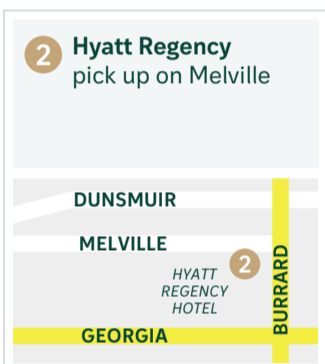 2
Hyatt Regency
pick up on Melville
DUNSMUIR
MELVILLE
2
HYATT
REGENCY
HOTEL
BURRARD
GEORGIA